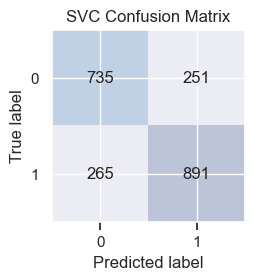 SVC Confusion Matrix
True label
0
735
251
1
265
891
0
1
Predicted label